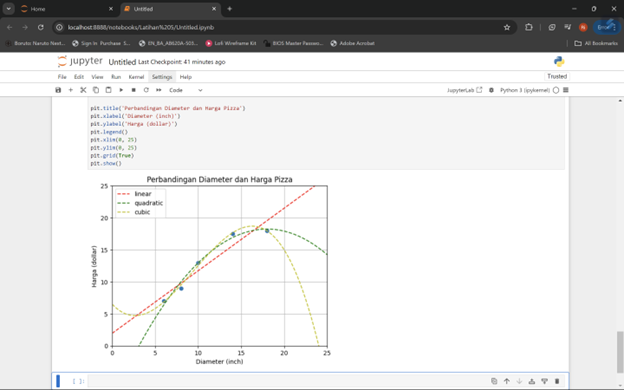 Home
Untitled
localhost:8888/notebooks/Latihan%205/Untitled.ipynb
Boruto: Naruto Next...
Sign in Purchase S...
LoR Wireframe Kit
BIOS Master Passwo...
Adobe Acrobat
All Bookmarks
jupyter Untitled Last Checkpoint: 41 minutes ago
File Edit View Run Kernel Settings Help
Trusted
Code
JupyterLab
Python 3 (ipykernel)
plt.title('Perbandingan Diameter dan Harga Pizza')
plt.xlabel('Diameter (inch)')
plt.ylabel('Harga (dollar)')
plt.legend()
plt.xlim(0, 25)
plt.ylim(0, 25)
plt.grid(True)
plt.show()
Perbandingan Diameter dan Harga Pizza
linear
quadratic
cubic
25
20
15
10
5
0
Harga (dollar)
0 5 10 15 20 25
Diameter (inch)
[ ]: